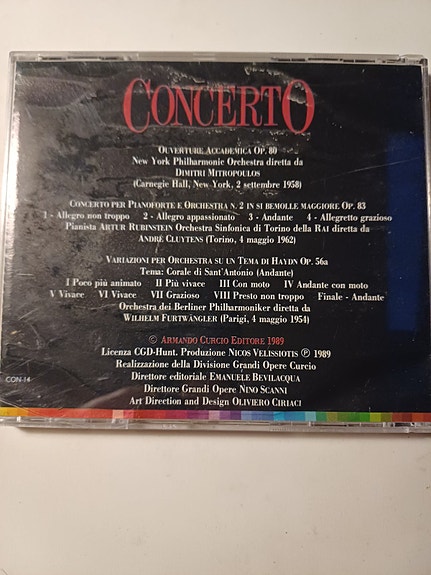 CONCERTO
OUVERTURE ACCADEMICA OP. 80
New York Philharmonic Orchestra diretta da
DIMITRI MITROPOULOS
(Carnegie Hall, New York, 2 settembre 1958)
CONCERTO PER PIANOFORTE E ORCHESTRA N. 2 IN SI BEMOLLE MAGGIORE OP. 83
1 - Allegro non troppo 2 - Allegro appassionato 3 - Andante 4 - Allegretto grazioso
Pianista ARTUR RUBINSTEIN Orchestra Sinfonica di Torino della RAI diretta da
ANDRÉ CLUYTENS (Torino, 4 maggio 1962)
VARIAZIONI PER ORCHESTRA SU UN TEMA DI HAYDN OP. 56a
Tema: Corale di Sant'Antonio (Andante)
I Poco più animato II Più vivace III Con moto IV Andante con moto
V Vivace VI Vivace VII Grazioso VIII Presto non troppo Finale - Andante
Orchestra dei Berliner Philharmoniker diretta da
WILHELM FURTWÄNGLER (Parigi, 4 maggio 1954)
© ARMANDO CURCIO EDITORE 1989
Licenza CGD-Hunt. Produzione NICOS VELISSIOTIS ℗ 1989
Realizzazione della Divisione Grandi Opere Curcio
Direttore editoriale EMANUELE BEVILACQUA
CON-14
Direttore Grandi Opere NINO SCANNI
Art Direction and Design OLIVIERO CIRIACI